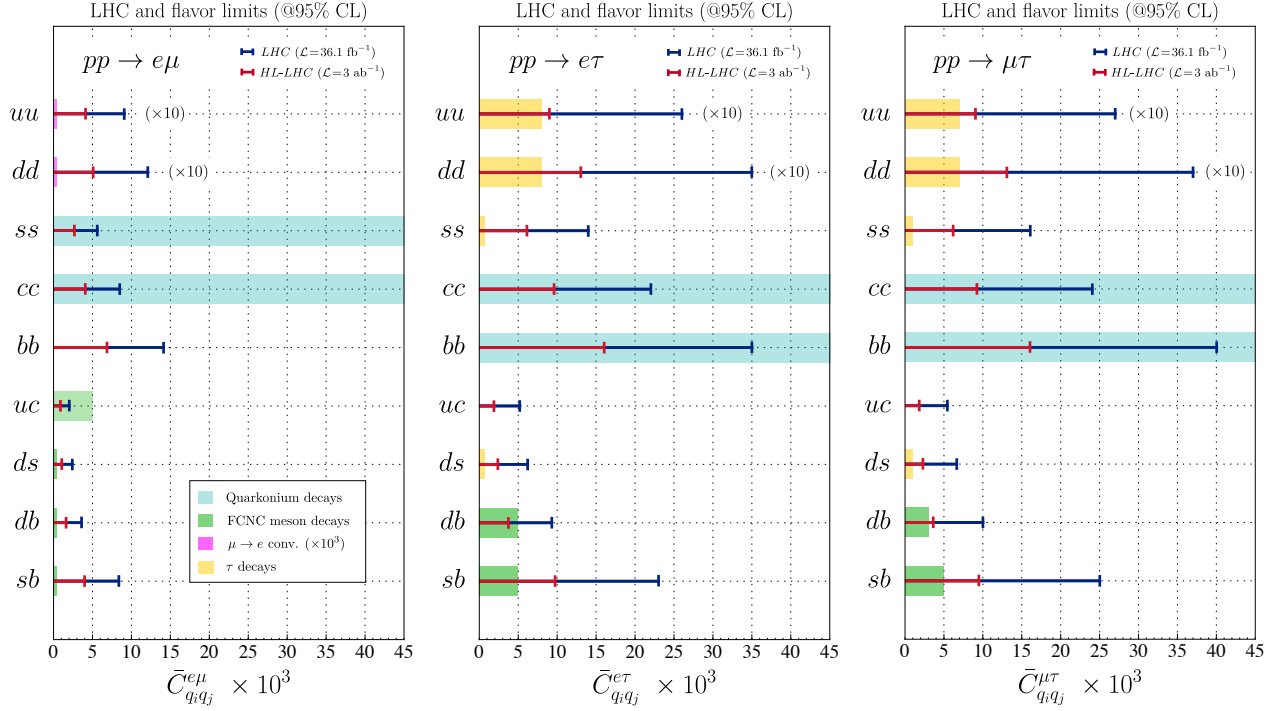 LHC and flavor limits (@95% CL)
pp → eμ
LHC (ℒ=36.1 fb⁻¹)
HL-LHC (ℒ=3 ab⁻¹)
uu (×10)
dd (×10)
ss
cc
bb
uc
ds
db
sb
Quarkonium decays
FCNC meson decays
μ → e conv. (×10³)
τ decays
0 5 10 15 20 25 30 35 40 45
C̄^{eμ}_{q_i q_j} × 10³
LHC and flavor limits (@95% CL)
pp → eτ
LHC (ℒ=36.1 fb⁻¹)
HL-LHC (ℒ=3 ab⁻¹)
uu (×10)
dd (×10)
ss
cc
bb
uc
ds
db
sb
0 5 10 15 20 25 30 35 40 45
C̄^{eτ}_{q_i q_j} × 10³
LHC and flavor limits (@95% CL)
pp → μτ
LHC (ℒ=36.1 fb⁻¹)
HL-LHC (ℒ=3 ab⁻¹)
uu (×10)
dd (×10)
ss
cc
bb
uc
ds
db
sb
0 5 10 15 20 25 30 35 40 45
C̄^{μτ}_{q_i q_j} × 10³